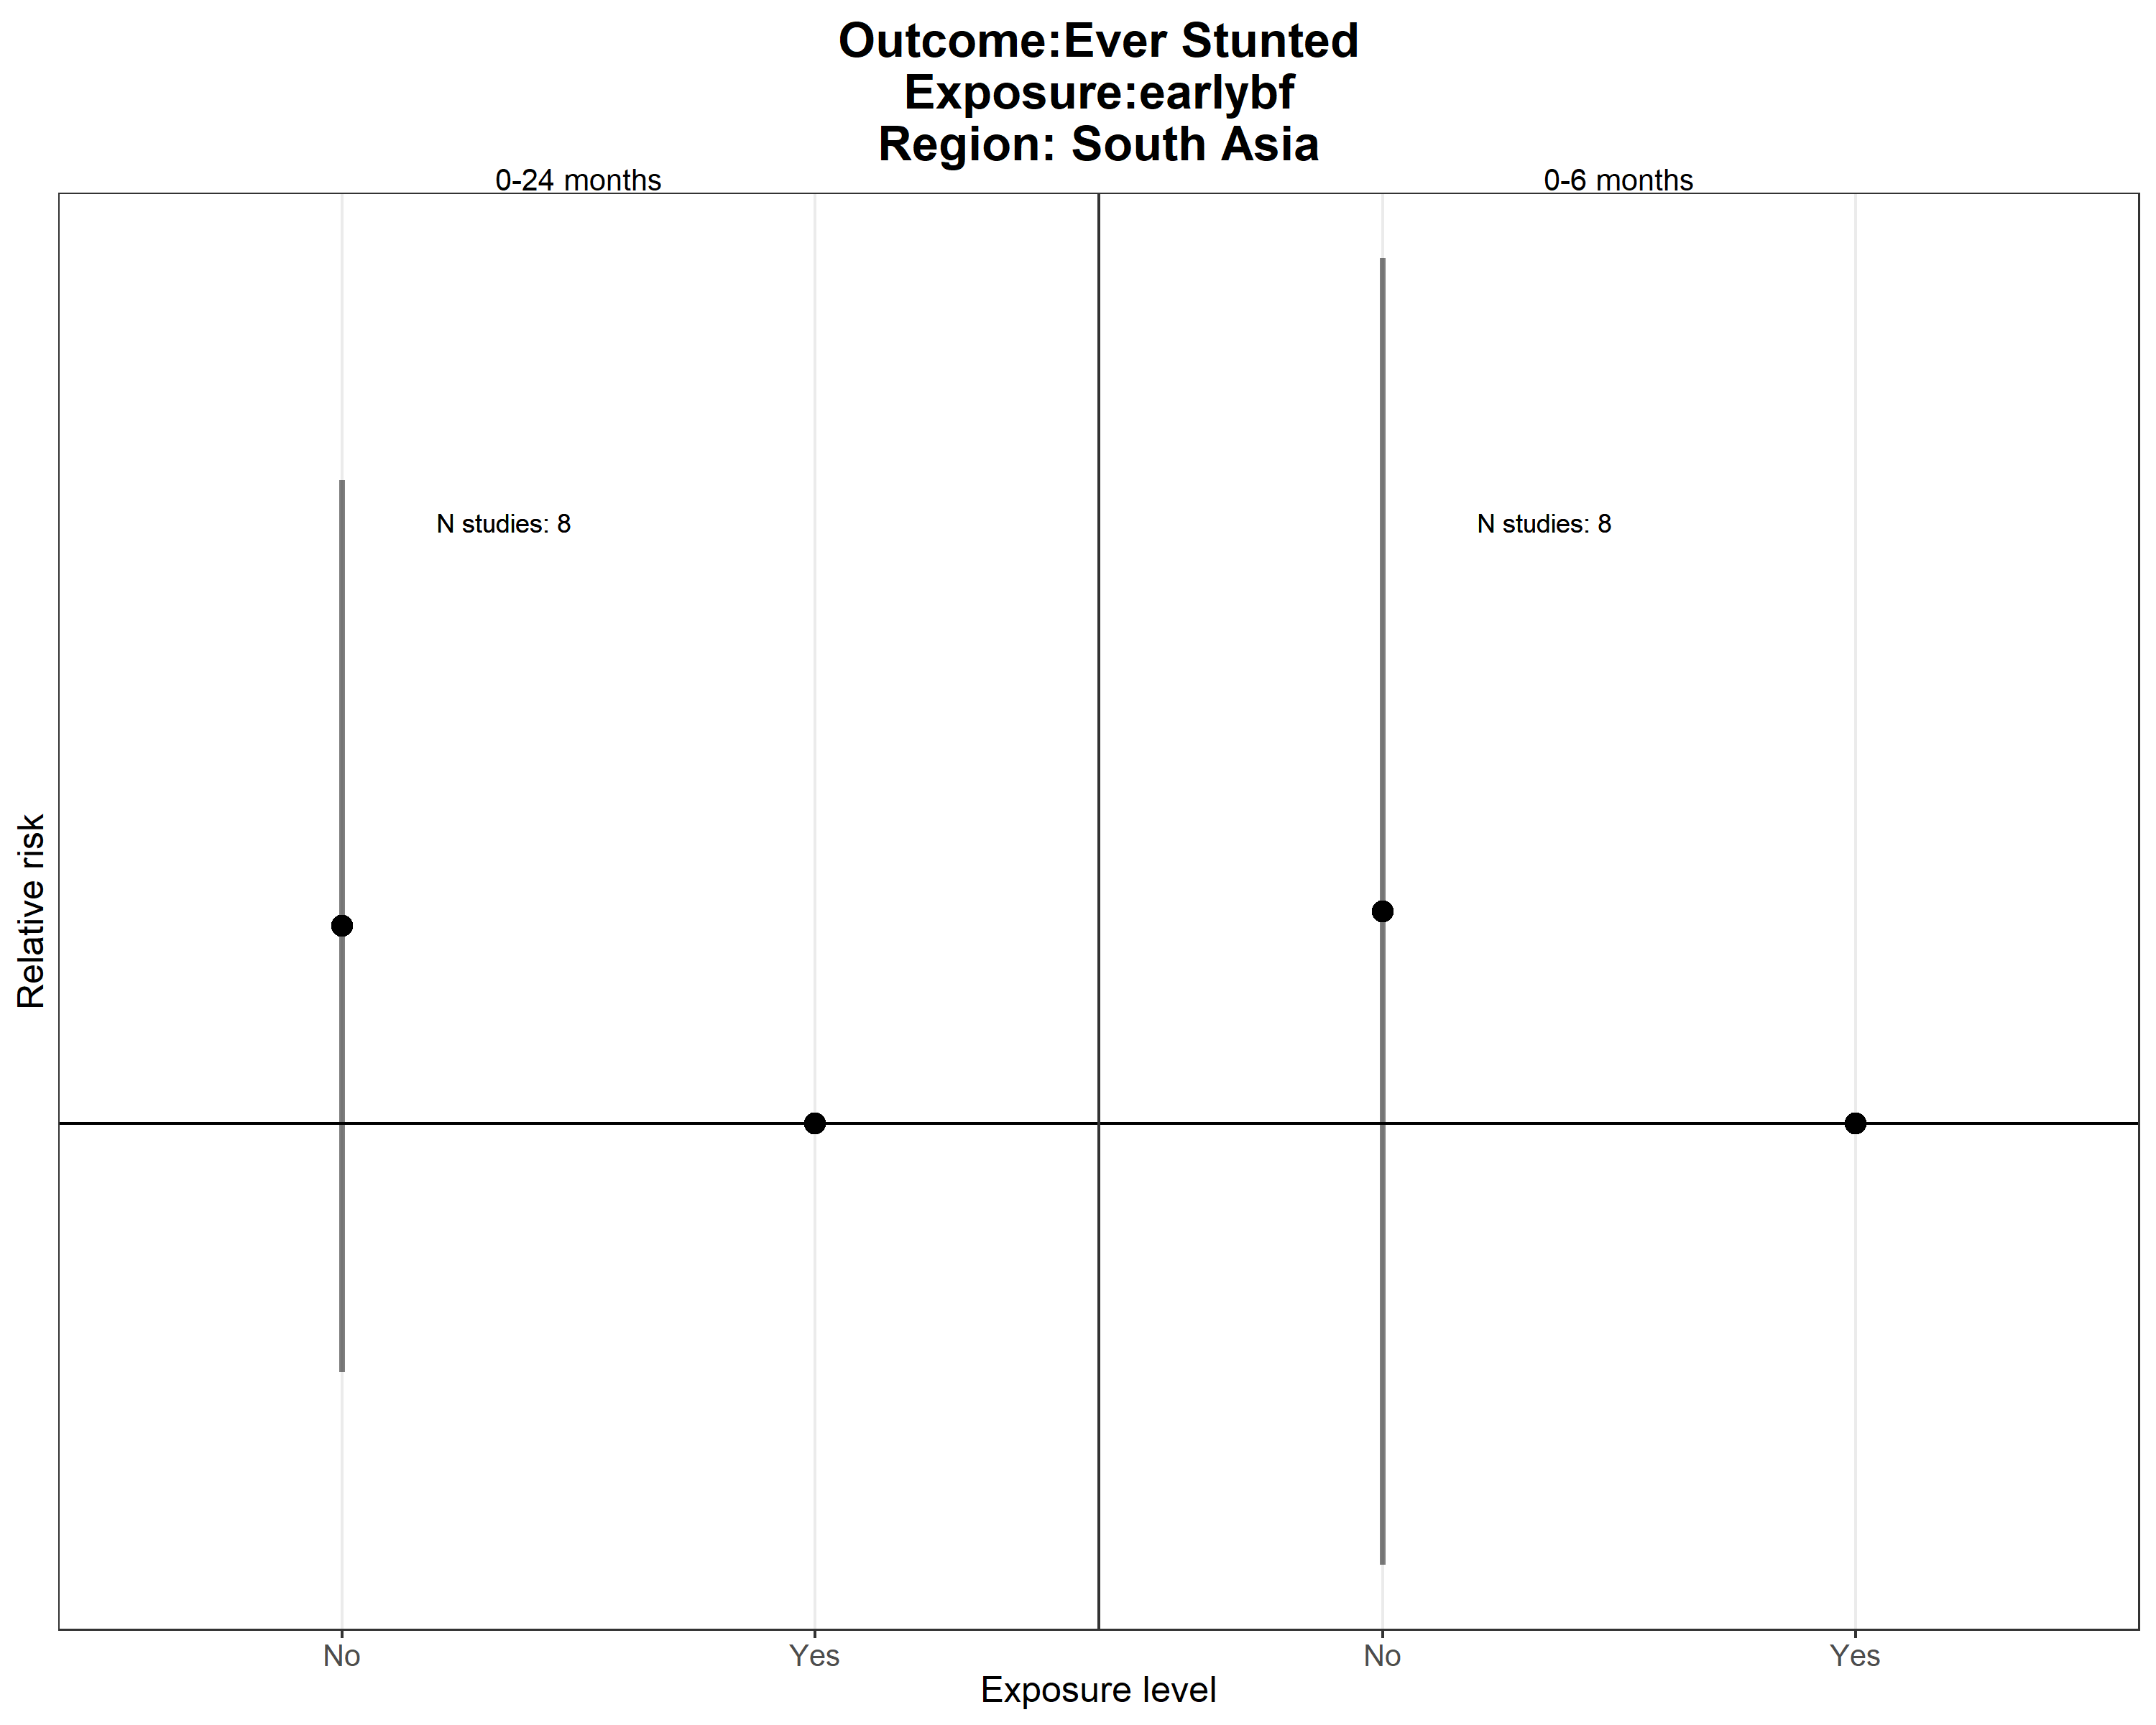 Outcome:Ever Stunted
Exposure:earlybf
Region: South Asia
0-24 months
0-6 months
N studies: 8
N studies: 8
Relative risk
No
Yes
No
Yes
Exposure level